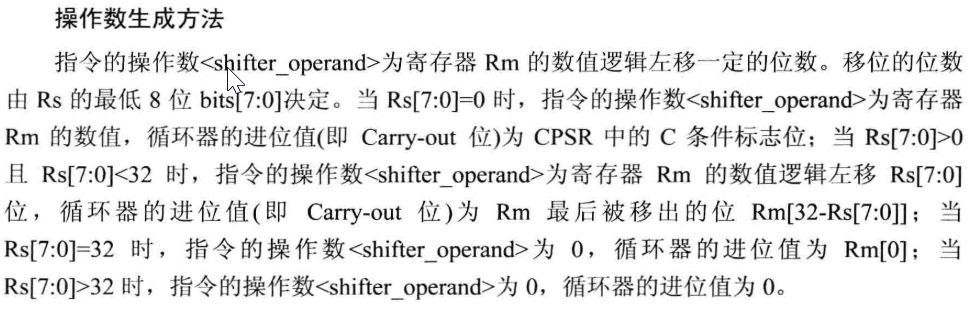 操作数生成方法
指令的操作数<shifter_operand>为寄存器 Rm 的数值逻辑左移一定的位数。移位的位数
由 Rs 的最低 8 位 bits[7:0]决定。当 Rs[7:0]=0 时，指令的操作数<shifter_operand>为寄存器
Rm 的数值，循环器的进位值(即 Carry-out 位)为 CPSR 中的 C 条件标志位；当 Rs[7:0]>0
且 Rs[7:0]<32 时，指令的操作数<shifter_operand>为寄存器 Rm 的数值逻辑左移 Rs[7:0]
位，循环器的进位值(即 Carry-out 位)为 Rm 最后被移出的位 Rm[32-Rs[7:0]]；当
Rs[7:0]=32 时，指令的操作数<shifter_operand>为 0，循环器的进位值为 Rm[0]；当
Rs[7:0]>32 时，指令的操作数<shifter_operand>为 0，循环器的进位值为 0。